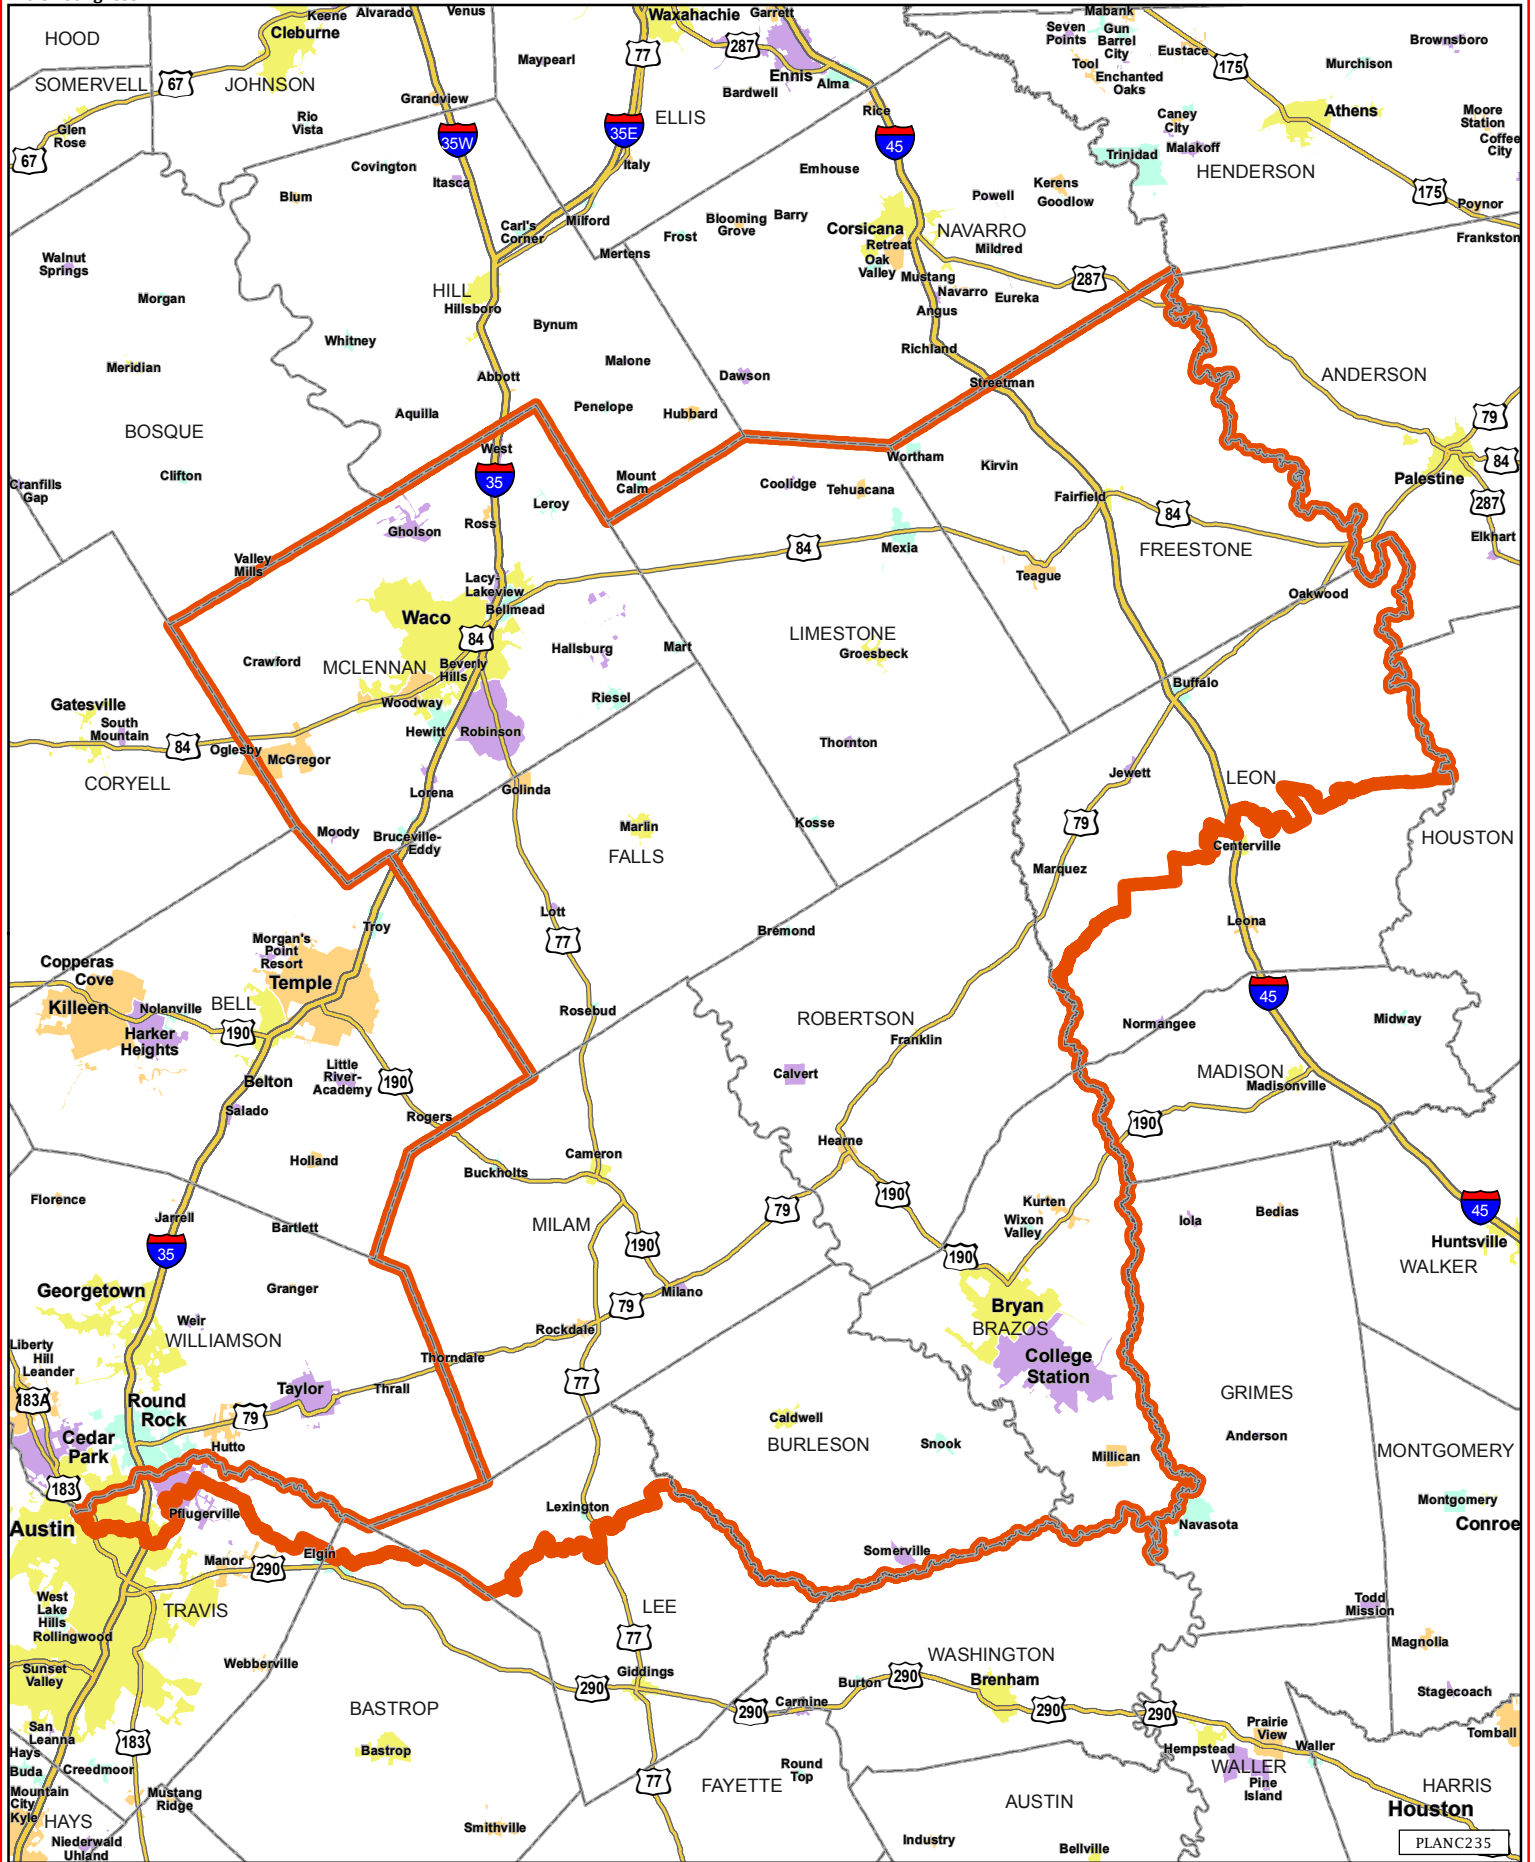 Keene
Alvarado
Venus
Waxahachie
Garrett
Mabank
HOOD
Cleburne
77
287
Seven
Points
Gun
Barrel
City
Brownsboro
Maypearl
Ennis
Tool
Eustace
175
Murchison
SOMERVELL
67
JOHNSON
Bardwell
Alma
Enchanted
Oaks
Grandview
Rio
Vista
35W
35E
ELLIS
Rice
45
Caney
City
Athens
Moore
Station
Glen
Rose
67
Coffee
City
Covington
Itasca
Italy
Emhouse
Trinidad
Malakoff
HENDERSON
Blum
Powell
Kerens
Goodlow
175
Poynor
Carl's
Corner
Milford
Frost
Blooming
Grove
Barry
Corsicana
NAVARRO
Retreat
Mildred
Frankston
Walnut
Springs
Mertens
Oak
Valley
Mustang
287
Morgan
HILL
Hillsboro
Navarro
Eureka
Angus
Whitney
Bynum
Richland
Meridian
Malone
Abbott
Dawson
Streetman
ANDERSON
Aquilla
Penelope
Hubbard
79
BOSQUE
West
Wortham
84
Cranfills
Gap
Clifton
35
Mount
Calm
Coolidge
Tehuacana
Kirvin
Palestine
Leroy
Fairfield
287
Gholson
Ross
84
Valley
Mills
84
Mexia
FREESTONE
Elkhart
Lacy-
Lakeview
Teague
Waco
Bellmead
Oakwood
84
Hallsburg
Mart
LIMESTONE
Groesbeck
Crawford
MCLENNAN
Beverly
Hills
Buffalo
Gatesville
Woodway
Riesel
South
Mountain
84
Oglesby
Hewitt
Robinson
Thornton
McGregor
CORYELL
Lorena
Golinda
Jewett
LEON
Moody
Bruceville-
Eddy
Marlin
Kosse
79
FALLS
Centerville
HOUSTON
Marquez
Lott
Troy
77
Bremond
Leona
Morgan's
Point
Resort
Copperas
Cove
Temple
45
Killeen
Nolanville
BELL
190
Rosebud
ROBERTSON
Normangee
Midway
Harker
Heights
Franklin
Little
River-
Academy
190
Calvert
MADISON
Belton
Madisonville
Salado
Rogers
190
Hearne
Holland
Buckholts
Cameron
Florence
190
Kurten
Bedias
45
Jarrell
Bartlett
MILAM
79
Wixon
Valley
Iola
35
190
190
Huntsville
WALKER
Georgetown
Granger
Milano
Bryan
Weir
79
BRAZOS
WILLIAMSON
Rockdale
Liberty
Hill
Leander
Thorndale
College
Station
183A
Taylor
Thrall
77
GRIMES
Round
Rock
79
Caldwell
Cedar
Park
Hutto
BURLESON
Snook
Anderson
MONTGOMERY
Millican
183
Pflugerville
Lexington
Montgomery
Austin
Navasota
Conroe
Manor
290
Elgin
Somerville
West
Lake
Hills
TRAVIS
LEE
Todd
Mission
Rollingwood
77
Magnolia
Sunset
Valley
Webberville
Giddings
WASHINGTON
Burton
290
Brenham
290
BASTROP
290
Carmine
290
290
Stagecoach
San
Leanna
183
Prairie
View
Tomball
Hays
Bastrop
Hempstead
Waller
Buda
Creedmoor
Round
Top
WALLER
Mountain
City
Mustang
Ridge
77
FAYETTE
Pine
Island
HARRIS
Kyle
HAYS
AUSTIN
Houston
Niederwald
Uhland
Smithville
Industry
Bellville
PLANC235